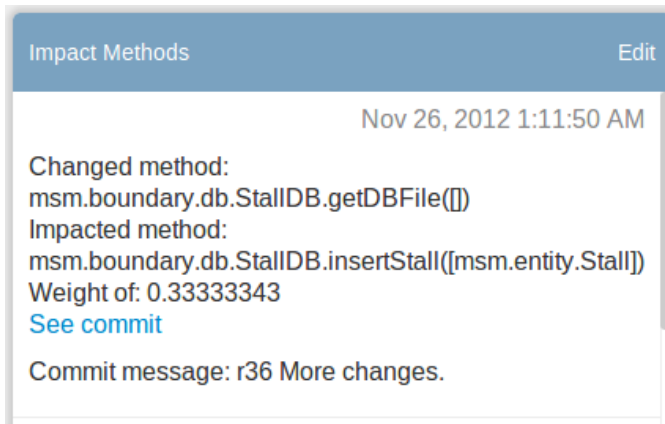 Impact Methods Edit
Nov 26, 2012 1:11:50 AM
Changed method:
msm.boundary.db.StallDB.getDBFile([])
Impacted method:
msm.boundary.db.StallDB.insertStall([msm.entity.Stall])
Weight of: 0.33333343
See commit
Commit message: r36 More changes.